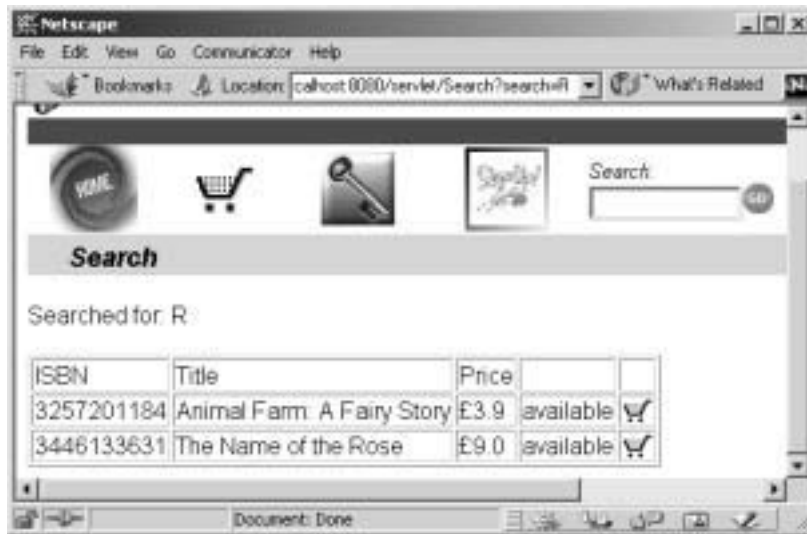 Netscape
File Edit View Go Communicator Help
Bookmarks Location: calhost:8080/servlet/Search?search=R What's Related
HOME
Search:
GO
Search
Searched for: R
ISBN Title Price
3257201184 Animal Farm: A Fairy Story £3.9 available
3446133631 The Name of the Rose £9.0 available
Document: Done